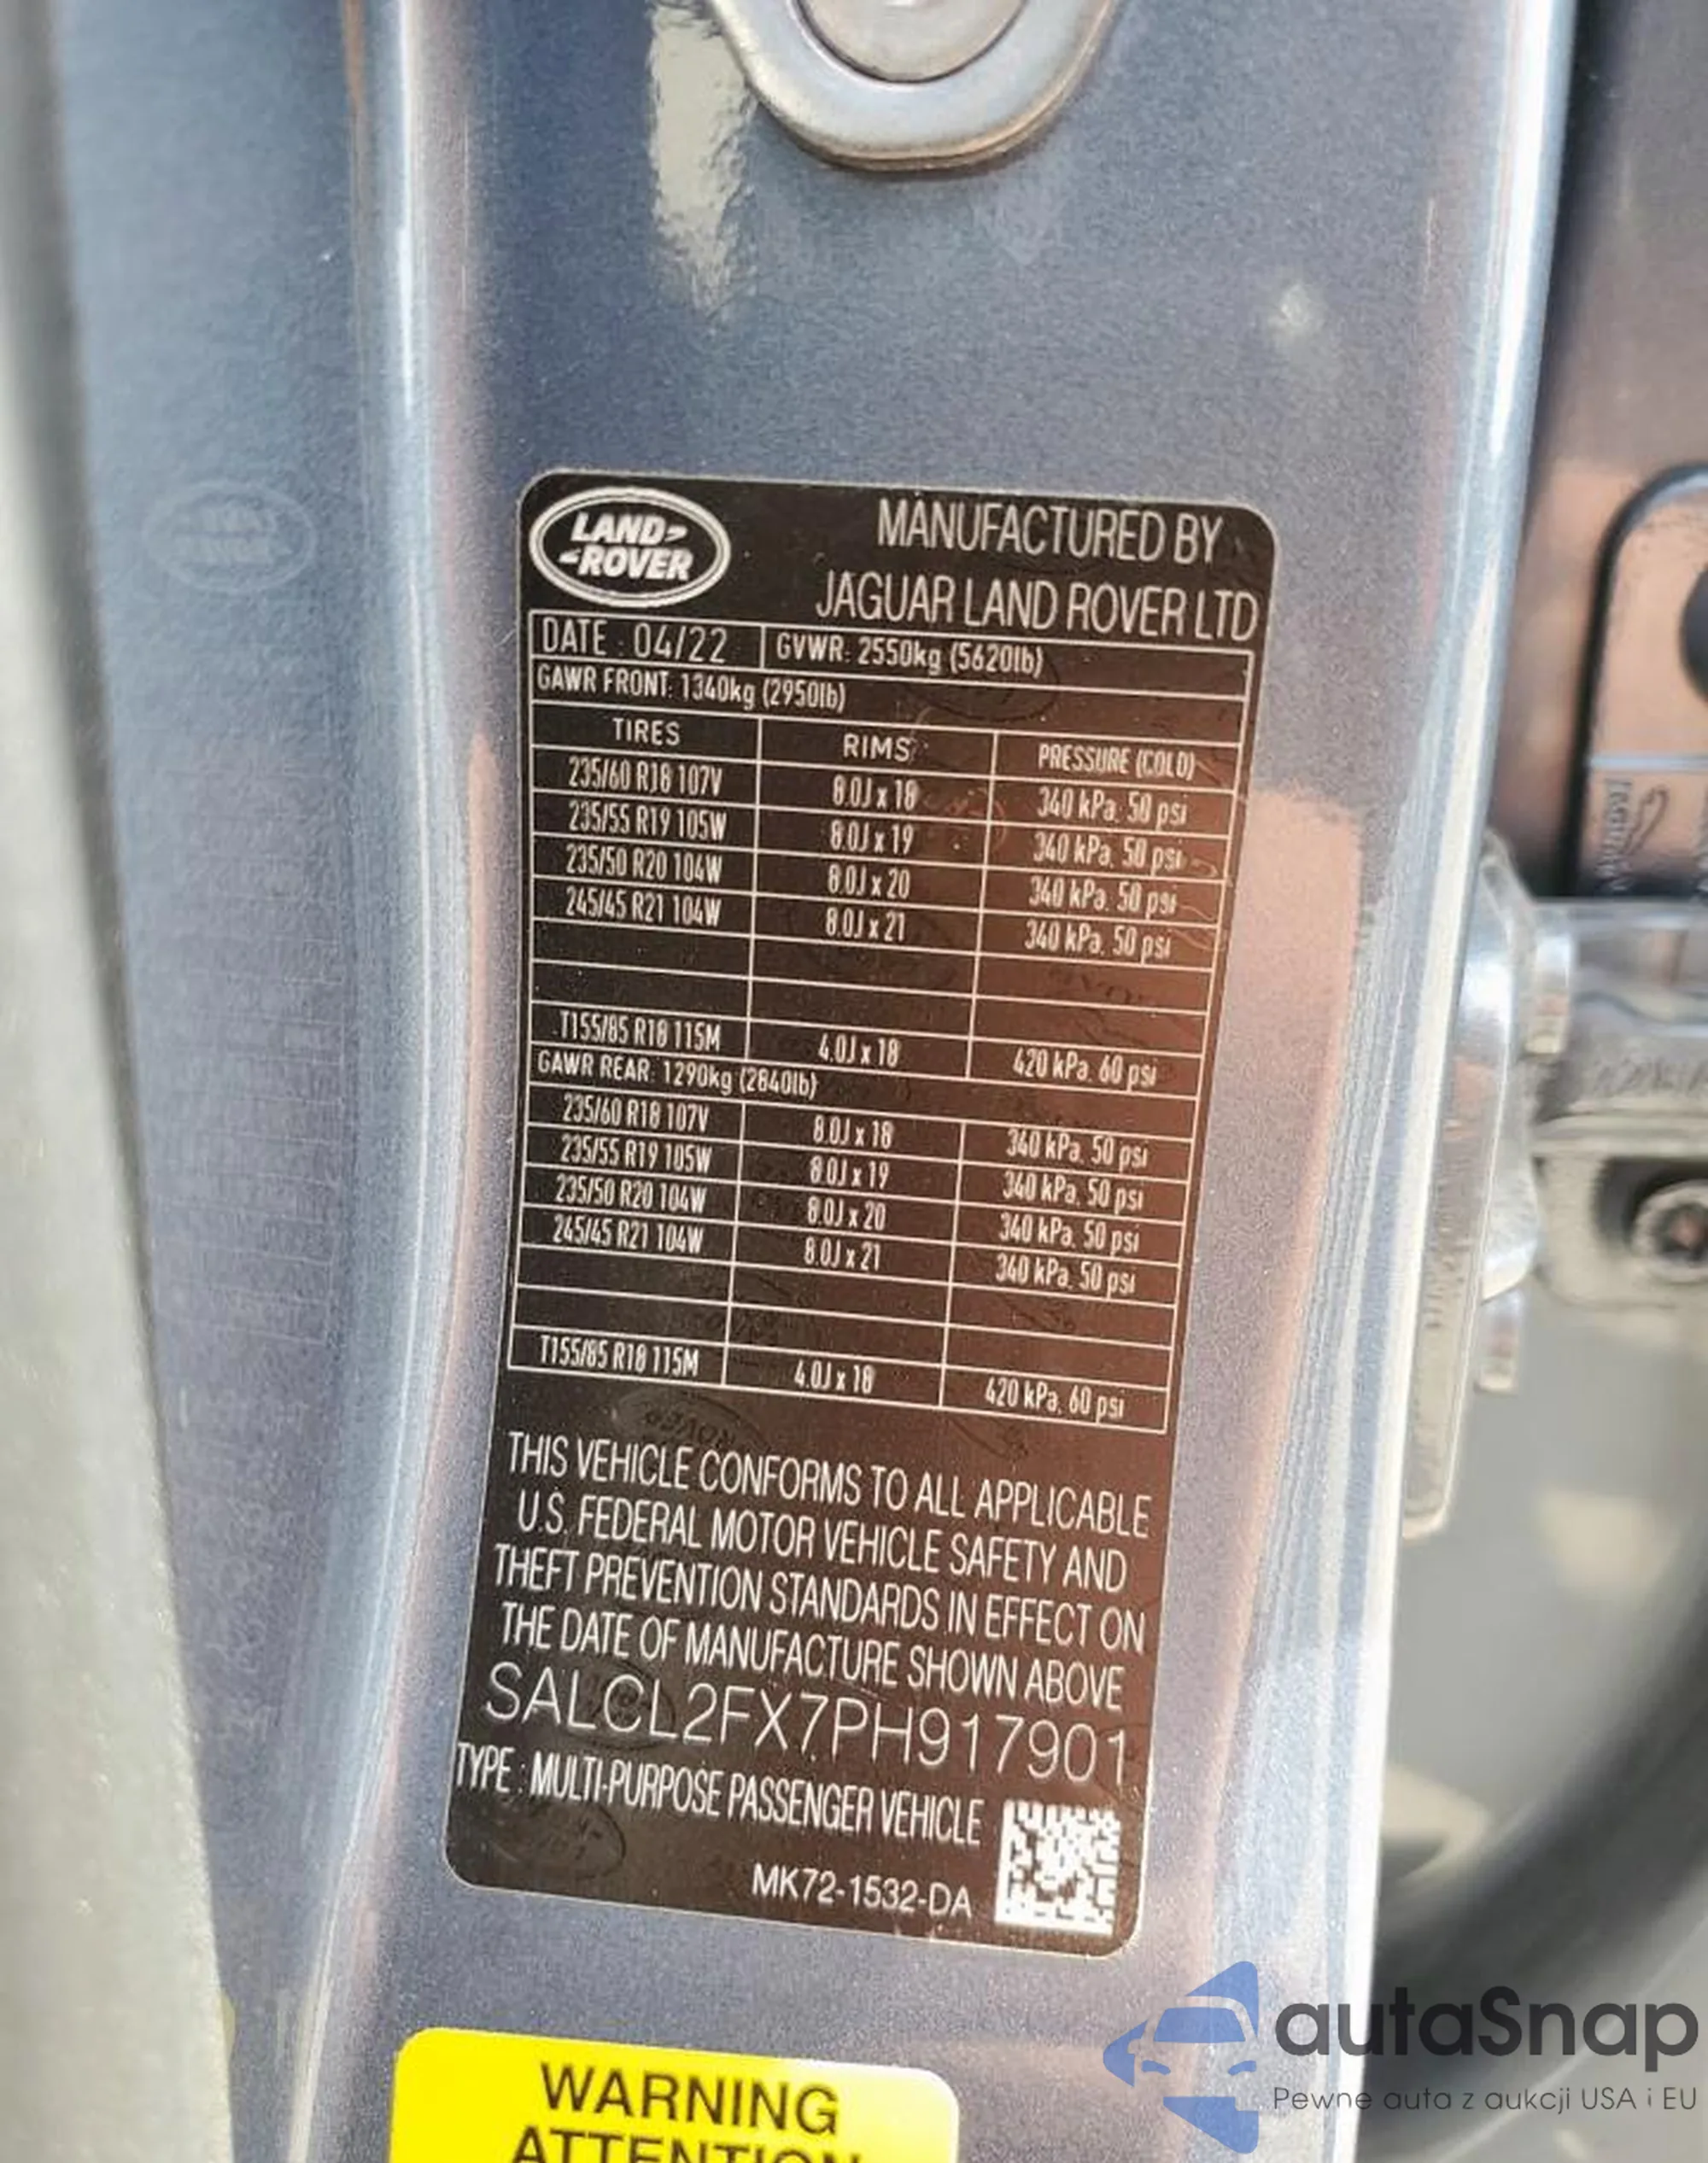 LAND
ROVER
MANUFACTURED BY
JAGUAR LAND ROVER LTD
DATE : 04/22 GVWR: 2550kg (5620lb)
GAWR FRONT: 1340kg (2950lb)
TIRES RIMS PRESSURE (COLD)
235/60 R18 107V 8.0J x 18 340 kPa, 50 psi
235/55 R19 105W 8.0J x 19 340 kPa, 50 psi
235/50 R20 104W 8.0J x 20 340 kPa, 50 psi
245/45 R21 104W 8.0J x 21 340 kPa, 50 psi
T155/85 R18 115M 4.0J x 18 420 kPa, 60 psi
GAWR REAR: 1290kg (2840lb)
235/60 R18 107V 8.0J x 18 340 kPa, 50 psi
235/55 R19 105W 8.0J x 19 340 kPa, 50 psi
235/50 R20 104W 8.0J x 20 340 kPa, 50 psi
245/45 R21 104W 8.0J x 21 340 kPa, 50 psi
T155/85 R18 115M 4.0J x 18 420 kPa, 60 psi
THIS VEHICLE CONFORMS TO ALL APPLICABLE
U.S. FEDERAL MOTOR VEHICLE SAFETY AND
THEFT PREVENTION STANDARDS IN EFFECT ON
THE DATE OF MANUFACTURE SHOWN ABOVE
SALCL2FX7PH917901
TYPE : MULTI-PURPOSE PASSENGER VEHICLE
MK72-1532-DA
WARNING
ATTENTION
autaSnap
Pewne auta z aukcji USA i EU